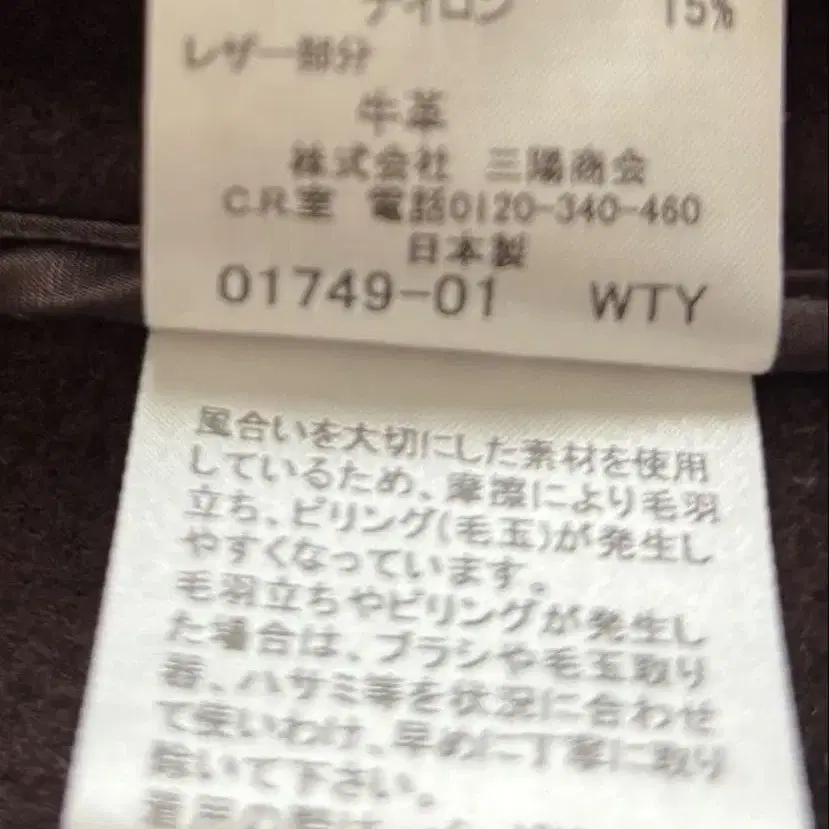 ナイロン 15%
レザー部分
牛革
株式会社 三陽商会
C.R.室 電話0120-340-460
日本製
01749-01 WTY
風合いを大切にした素材を使用
しているため、摩擦により毛羽
立ち、ピリング(毛玉)が発生し
やすくなっています。
毛羽立ちやピリングが発生し
た場合は、ブラシや毛玉取り
器、ハサミ等を状況に合わせ
て使いわけ、早めに丁寧に取り
除いて下さい。